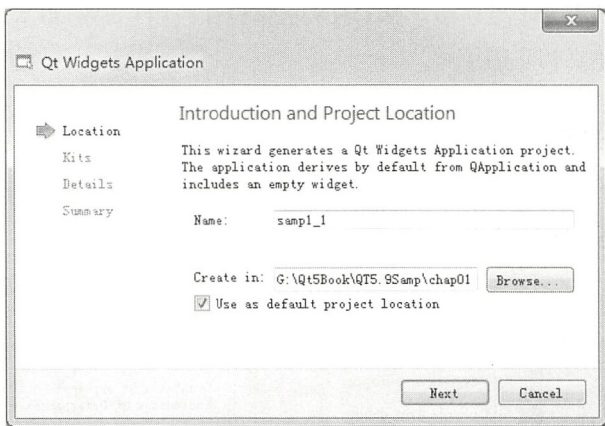 Qt Widgets Application
Location
Kits
Details
Summary
Introduction and Project Location
This wizard generates a Qt Widgets Application project.
The application derives by default from QApplication and
includes an empty widget.
Name: samp1_1
Create in: G:\Qt5Book\QT5.9Samp\chap01 Browse...
Use as default project location
Next Cancel